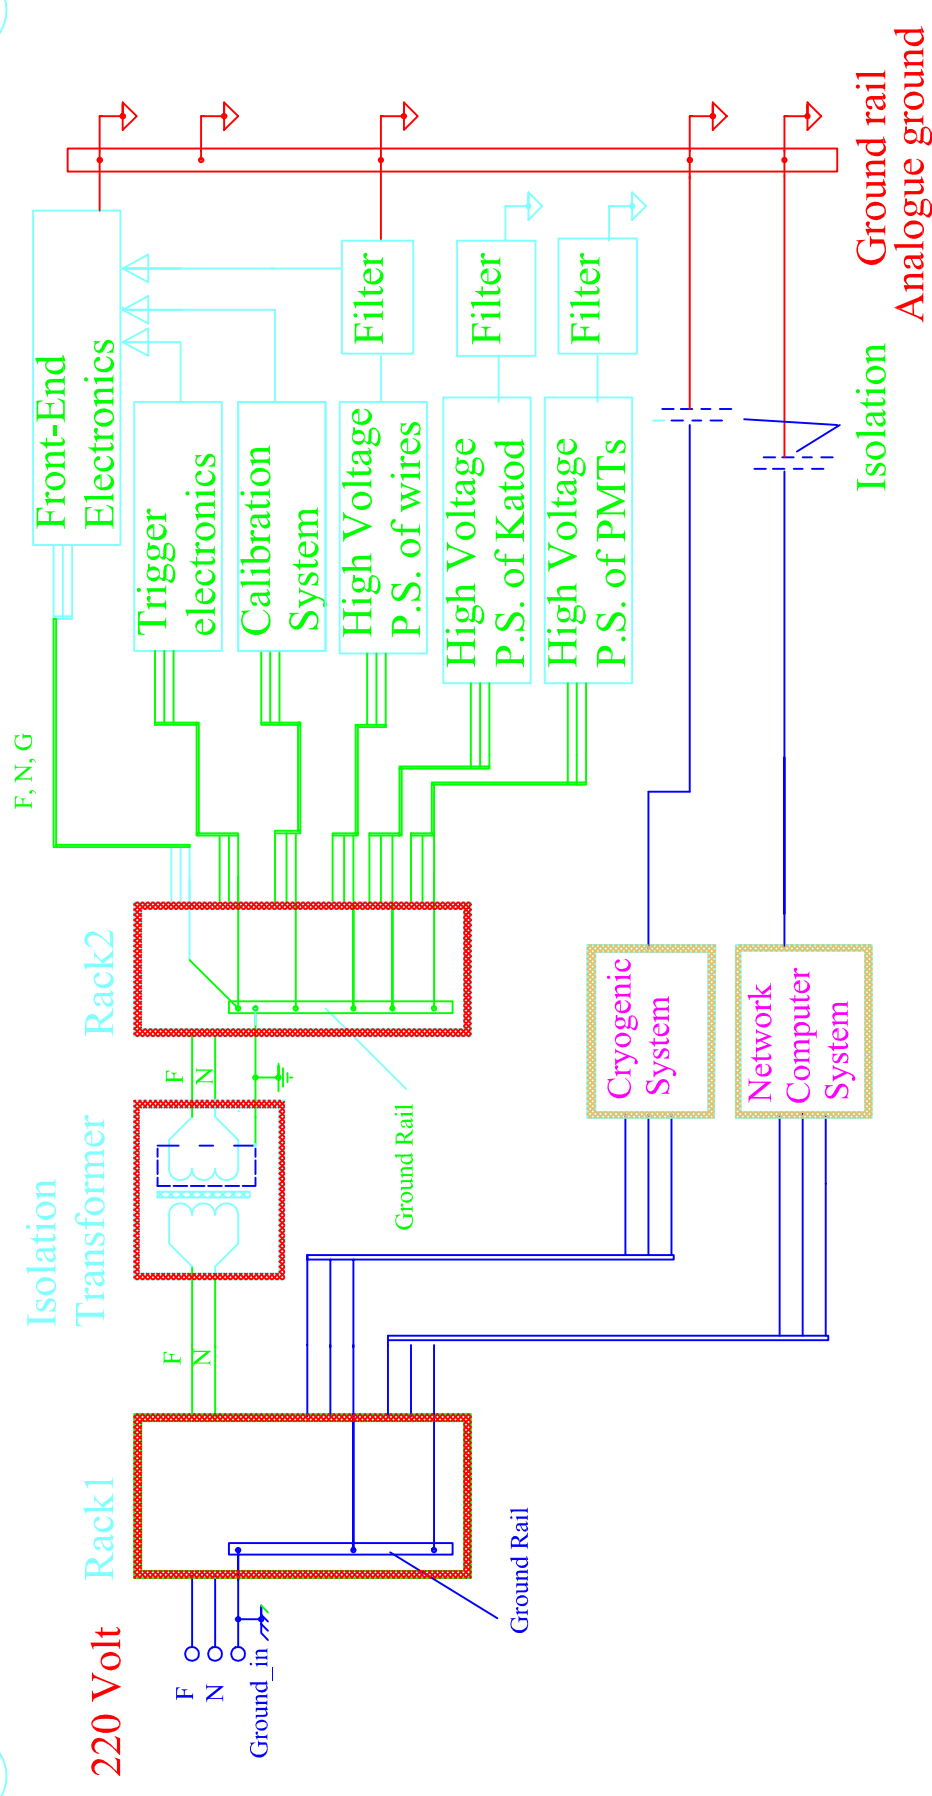 220 Volt
F
N
Ground_in
Rack1
Ground Rail
F
N
Isolation
Transformer
F
N
Rack2
Ground Rail
F, N, G
Front-End
Electronics
Trigger
electronics
Calibration
System
High Voltage
P.S. of wires
Filter
High Voltage
P.S. of Katod
Filter
High Voltage
P.S. of PMTs
Filter
Cryogenic
System
Network
Computer
System
Isolation
Ground rail
Analogue ground